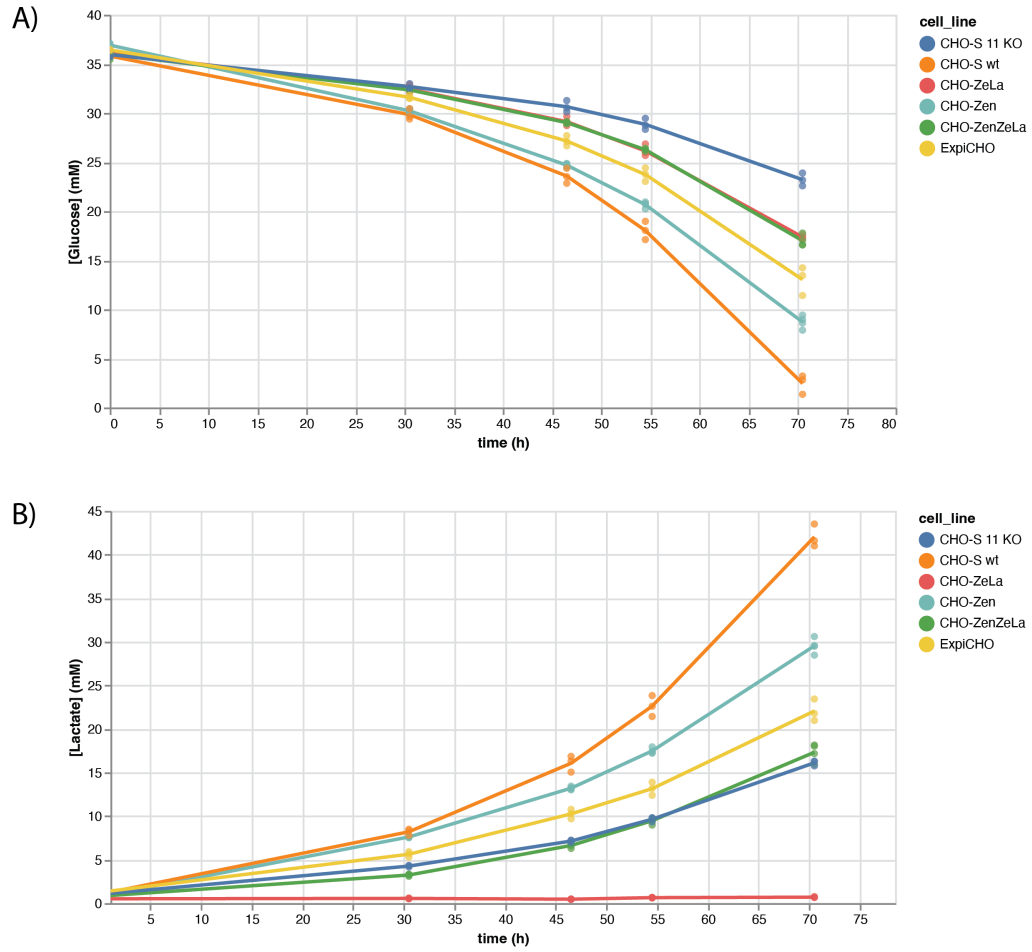 A)
40
35
30
25
20
15
10
5
0
[Glucose] (mM)
0 5 10 15 20 25 30 35 40 45 50 55 60 65 70 75 80
time (h)
cell_line
CHO-S 11 KO
CHO-S wt
CHO-ZeLa
CHO-Zen
CHO-ZenZeLa
ExpiCHO
B)
45
40
35
30
25
20
15
10
5
0
[Lactate] (mM)
5 10 15 20 25 30 35 40 45 50 55 60 65 70 75
time (h)
cell_line
CHO-S 11 KO
CHO-S wt
CHO-ZeLa
CHO-Zen
CHO-ZenZeLa
ExpiCHO